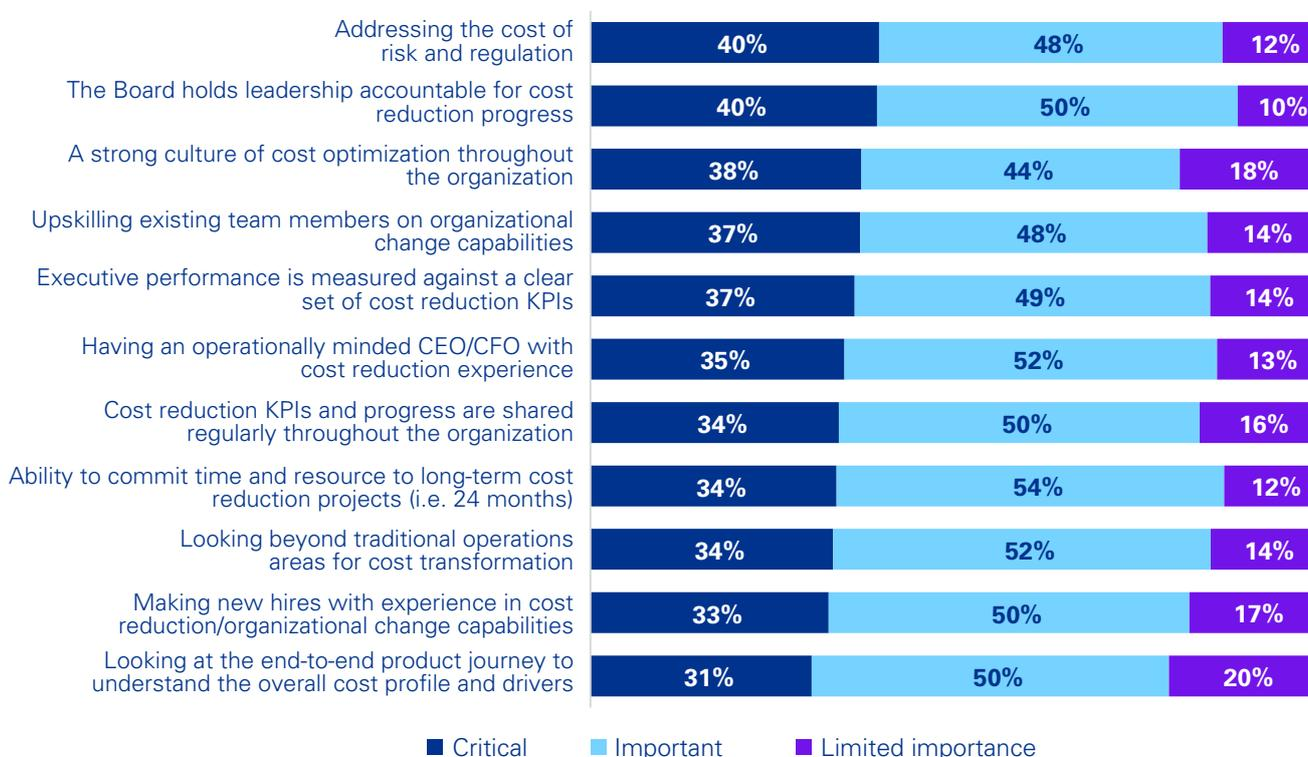 Addressing the cost of
risk and regulation
40% 48% 12%
The Board holds leadership accountable for cost
reduction progress
40% 50% 10%
A strong culture of cost optimization throughout
the organization
38% 44% 18%
Upskilling existing team members on organizational
change capabilities
37% 48% 14%
Executive performance is measured against a clear
set of cost reduction KPIs
37% 49% 14%
Having an operationally minded CEO/CFO with
cost reduction experience
35% 52% 13%
Cost reduction KPIs and progress are shared
regularly throughout the organization
34% 50% 16%
Ability to commit time and resource to long-term cost
reduction projects (i.e. 24 months)
34% 54% 12%
Looking beyond traditional operations
areas for cost transformation
34% 52% 14%
Making new hires with experience in cost
reduction/organizational change capabilities
33% 50% 17%
Looking at the end-to-end product journey to
understand the overall cost profile and drivers
31% 50% 20%
Critical Important Limited importance